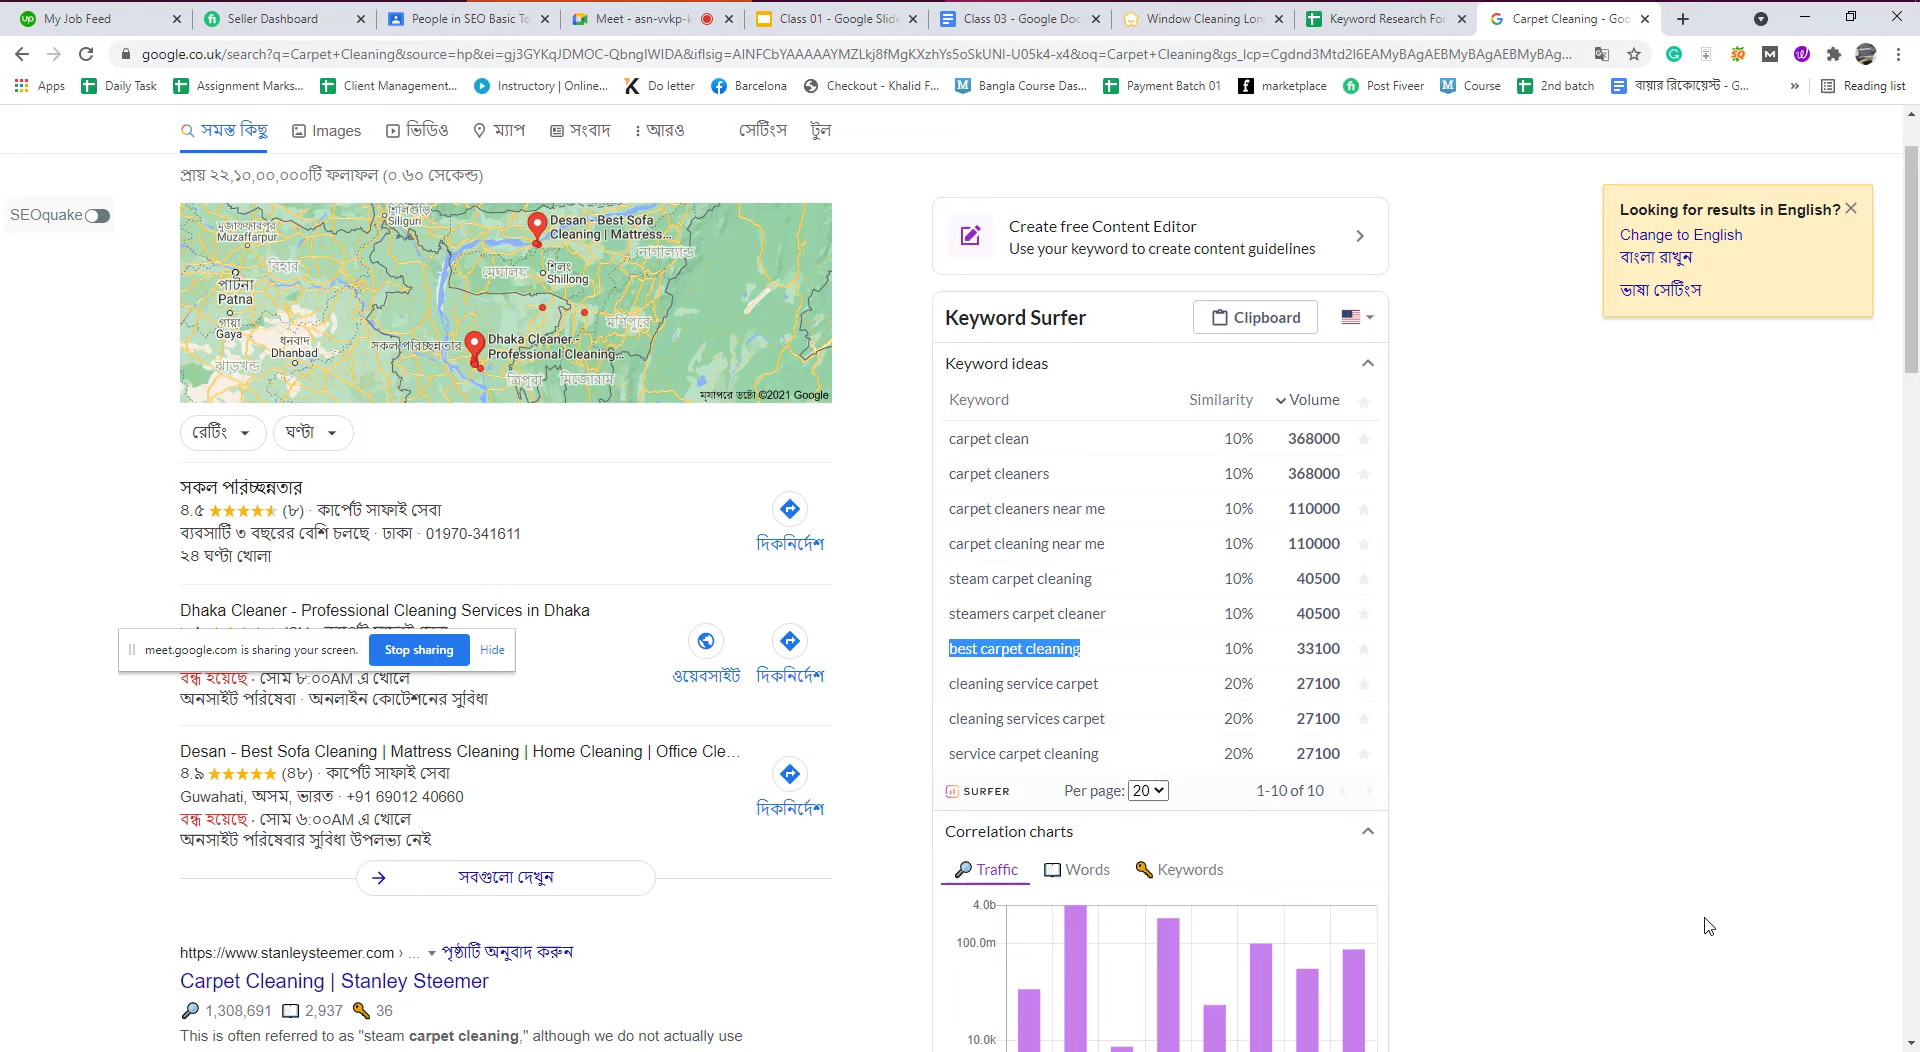 My Job Feed
Seller Dashboard
People in SEO Basic To
Meet - asn-vvkp-k
Class 01 - Google Slide
Class 03 - Google Doc
Window Cleaning Lon
Keyword Research For
Carpet Cleaning - Goo
google.co.uk/search?q=Carpet+Cleaning&source=hp&ei=gj3GYKqJDMOC-QbngIWIDA&iflsig=AINFCbYAAAAAYMZLkj8fMgKXzhYs5oSkUNI-U05k4-x4&oq=Carpet+Cleaning&gs_lcp=Cgdnd3Mtd2l6EAMyBAgAEBMyBAgAEBMyBAg...
Apps
Daily Task
Assignment Marks...
Client Management...
Instructory | Online...
Do letter
Barcelona
Checkout - Khalid F...
Bangla Course Das...
Payment Batch 01
marketplace
Post Fiveer
Course
2nd batch
বায়ার রিকোয়েস্ট - G...
Reading list
সমস্ত কিছু
Images
ভিডিও
ম্যাপ
সংবাদ
আরও
সেটিংস
টুল
প্রায় ২২,১০,০০,০০০টি ফলাফল (০.৬০ সেকেন্ড)
SEOquake
শিলিগুড়ি
Siliguri
মুজাফফরপুর
Muzaffarpur
বিহার
পাটনা
Patna
গয়া
Gaya
ধনবাদ
Dhanbad
ঝাড়খন্ড
Desan - Best Sofa
Cleaning | Mattress...
নাগাল্যান্ড
মেঘালয়
শিলং
Shillong
মণিপুর
সকল পরিচ্ছন্নতার
Dhaka Cleaner -
Professional Cleaning...
ত্রিপুরা
মিজোরাম
ম্যাপরে ডটো ©2021 Google
রেটিং
ঘণ্টা
সকল পরিচ্ছন্নতার
৪.৫ (৮) · কার্পেট সাফাই সেবা
ব্যবসাটি ৩ বছরের বেশি চলছে · ঢাকা · 01970-341611
২৪ ঘণ্টা খোলা
দিকনির্দেশ
Dhaka Cleaner - Professional Cleaning Services in Dhaka
meet.google.com is sharing your screen.
Stop sharing
Hide
বন্ধ হয়েছে · সোম ৮:০০AM এ খোলে
অনসাইট পরিষেবা · অনলাইন কোটেশনের সুবিধা
ওয়েবসাইট
দিকনির্দেশ
Desan - Best Sofa Cleaning | Mattress Cleaning | Home Cleaning | Office Cle...
৪.৯ (৪৮) · কার্পেট সাফাই সেবা
Guwahati, অসম, ভারত · +91 69012 40660
বন্ধ হয়েছে · সোম ৬:০০AM এ খোলে
অনসাইট পরিষেবার সুবিধা উপলভ্য নেই
দিকনির্দেশ
সবগুলো দেখুন
https://www.stanleysteemer.com › ... পৃষ্ঠাটি অনুবাদ করুন
Carpet Cleaning | Stanley Steemer
1,308,691 2,937 36
This is often referred to as "steam carpet cleaning," although we do not actually use
Create free Content Editor
Use your keyword to create content guidelines
Keyword Surfer
Clipboard
Keyword ideas
Keyword Similarity Volume
carpet clean 10% 368000
carpet cleaners 10% 368000
carpet cleaners near me 10% 110000
carpet cleaning near me 10% 110000
steam carpet cleaning 10% 40500
steamers carpet cleaner 10% 40500
best carpet cleaning 10% 33100
cleaning service carpet 20% 27100
cleaning services carpet 20% 27100
service carpet cleaning 20% 27100
SURFER
Per page: 20
1-10 of 10
Correlation charts
Traffic
Words
Keywords
4.0b
100.0m
10.0k
Looking for results in English?
Change to English
বাংলা রাখুন
ভাষা সেটিংস